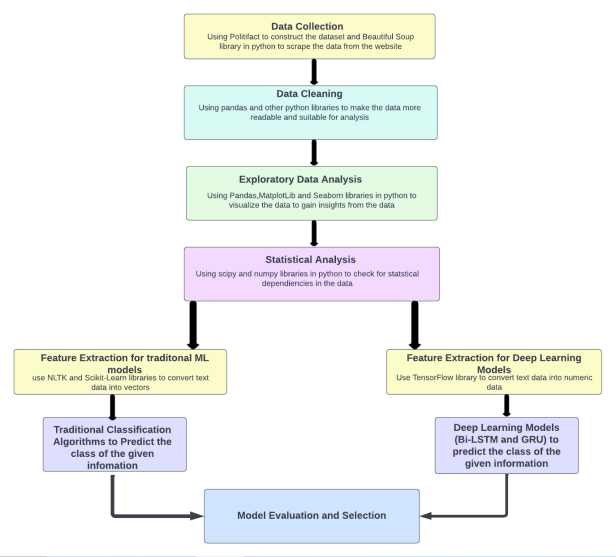 Data Collection
Using Politifact to construct the dataset and Beautiful Soup
library in python to scrape the data from the website
Data Cleaning
Using pandas and other python libraries to make the data more
readable and suitable for analysis
Exploratory Data Analysis
Using Pandas,MatplotLib and Seaborn libraries in python to
visualize the data to gain insights from the data
Statistical Analysis
Using scipy and numpy libraries in python to check for statstical
dependiencies in the data
Feature Extraction for traditonal ML
models
use NLTK and Scikit-Learn libraries to convert text
data into vectors
Feature Extraction for Deep Learning
Models
Use TensorFlow library to convert text data into numeric
data
Traditional Classification
Algorithms to Predict the
class of the given
infomation
Deep Learning Models
(Bi-LSTM and GRU) to
predict the class of the
given information
Model Evaluation and Selection